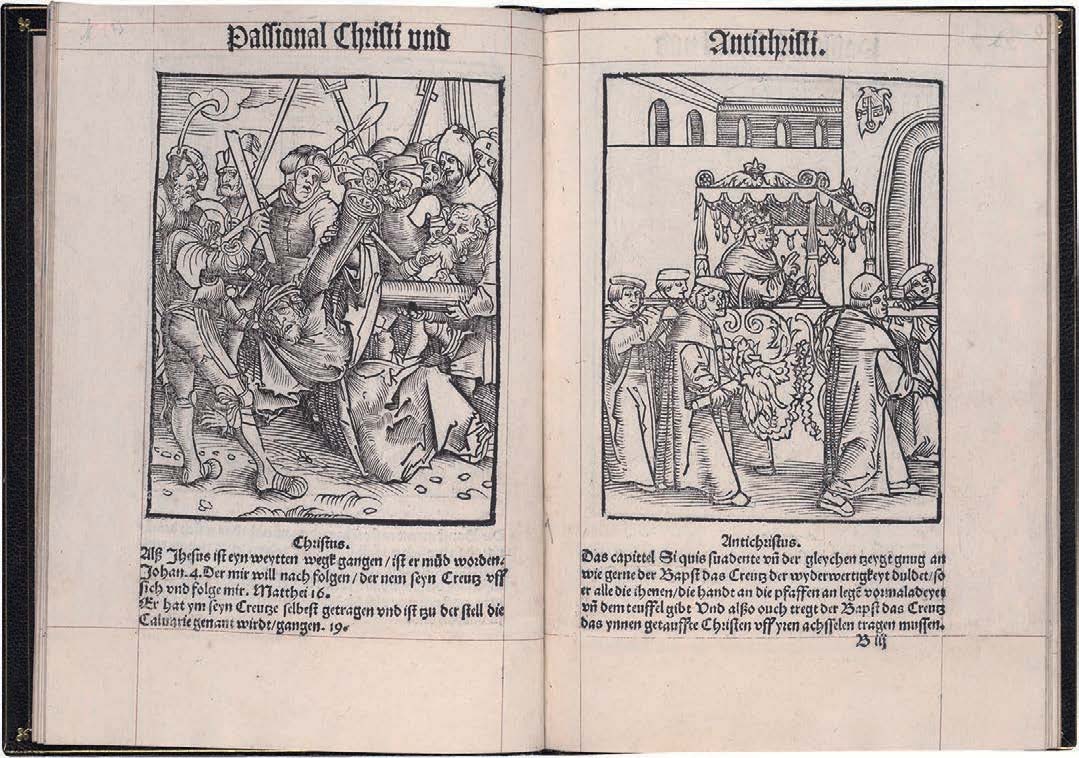 Passional Christi vnd
Christus.
Alß Jhesus ist eyn weytten wegk gangen / ist er müd worden.
Johan. 4. Der mir will nach folgen / der nem seyn Creutz vff
sich vnd folge mir. Matthei 16.
Er hat ym seyn Creutze selbest getragen vnd ist zu der stell die
Caluarie genant wirdt / gangen. 19.
Antichristi.
Antichristus.
Das capittel Si quis suadente vñ der gleychen tzeygt gnug an
wie gerne der Bapst das Creutz der wyderwertigkeyt duldet / so
er alle die ihenen / die handt an die pfaffen an legẽ vormaladeyet
vñ dem teuffel gibt Vnd alßo ouch tregt der Bapst das Creutz
das ynnen getauffte Christen vff yren achsselen tragen mussen.
B iij